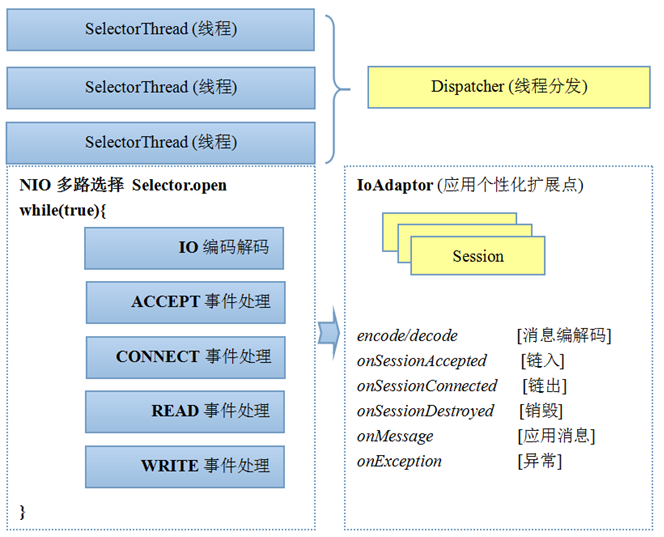 SelectorThread (线程)
SelectorThread (线程)
SelectorThread (线程)
Dispatcher (线程分发)
NIO 多路选择 Selector.open
while(true){
IO 编码解码
ACCEPT 事件处理
CONNECT 事件处理
READ 事件处理
WRITE 事件处理
}
IoAdaptor (应用个性化扩展点)
Session
encode/decode [消息编解码]
onSessionAccepted [链入]
onSessionConnected [链出]
onSessionDestroyed [销毁]
onMessage [应用消息]
onException [异常]